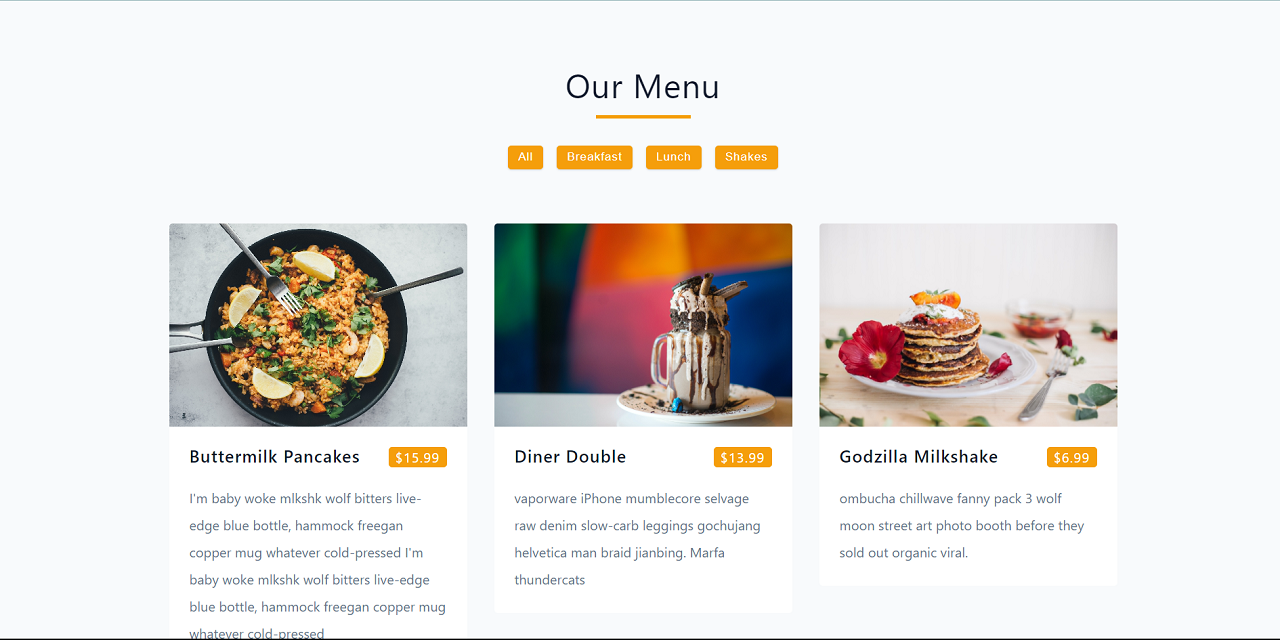 Our Menu
All Breakfast Lunch Shakes
Buttermilk Pancakes $15.99
I'm baby woke mlkshk wolf bitters live-
edge blue bottle, hammock freegan
copper mug whatever cold-pressed I'm
baby woke mlkshk wolf bitters live-edge
blue bottle, hammock freegan copper mug
whatever cold-pressed
Diner Double $13.99
vaporware iPhone mumblecore selvage
raw denim slow-carb leggings gochujang
helvetica man braid jianbing. Marfa
thundercats
Godzilla Milkshake $6.99
ombucha chillwave fanny pack 3 wolf
moon street art photo booth before they
sold out organic viral.